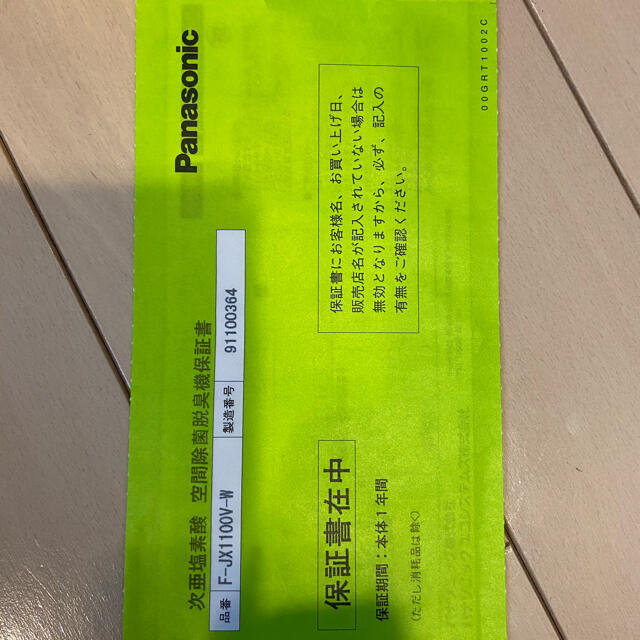 Panasonic
次亜塩素酸 空間除菌脱臭機保証書
品番 F-JX1100V-W 製造番号 91100364
保証書にお客様名、お買い上げ日、
販売店名が記入されていない場合は
無効となりますから、必ず、記入の
有無をご確認ください。
保証書在中
保証期間：本体1年間
(ただし消耗品は除く)
00GRT1002C